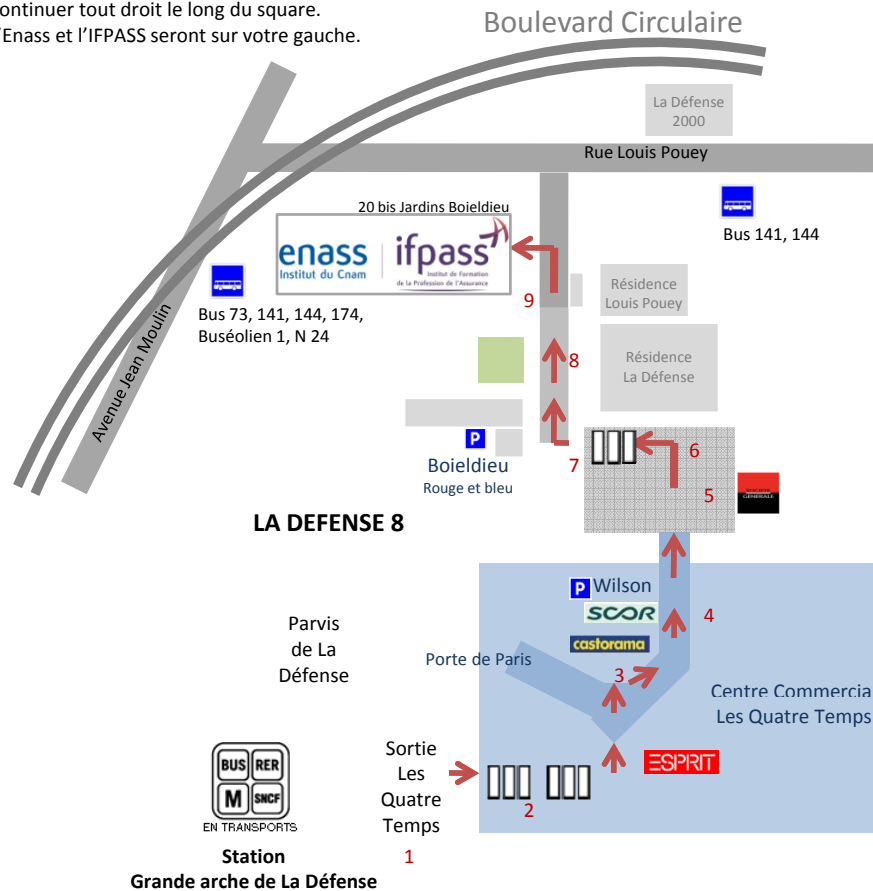 ontinuer tout droit le long du square.
'Enass et l'IFPASS seront sur votre gauche.
Boulevard Circulaire
La Défense
2000
Rue Louis Pouey
20 bis Jardins Boieldieu
enass
Institut du Cnam
ifpass
Institut de Formation
de la Profession de l'Assurance
Bus 141, 144
9
Résidence
Louis Pouey
Bus 73, 141, 144, 174,
Buséolien 1, N 24
Avenue Jean Moulin
8
Résidence
La Défense
P
Boieldieu
Rouge et bleu
7
6
5
SOCIETE
GENERALE
LA DEFENSE 8
P Wilson
SCOR
4
castorama
Parvis
de La
Défense
Porte de Paris
3
Centre Commercia
Les Quatre Temps
Sortie
Les
Quatre
Temps
1
ESPRIT
2
BUS RER
M SNCF
EN TRANSPORTS
Station
Grande arche de La Défense